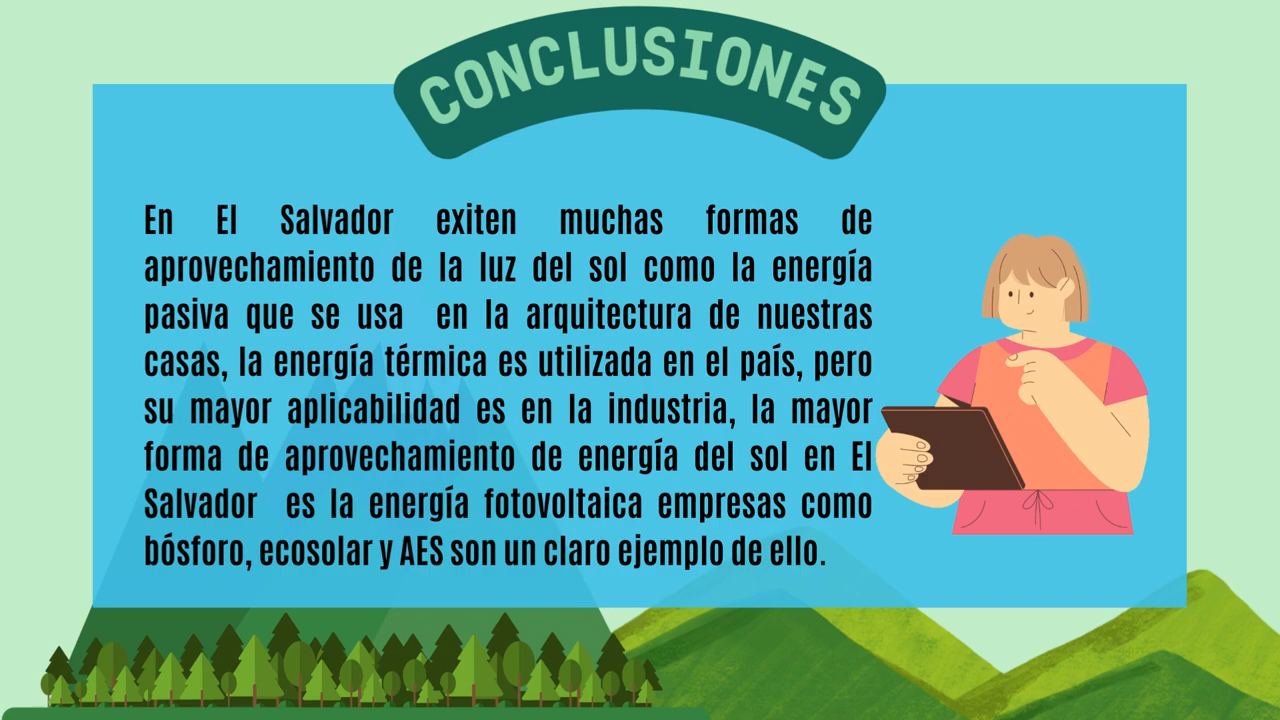 CONCLUSIONES
En El Salvador exiten muchas formas de
aprovechamiento de la luz del sol como la energía
pasiva que se usa en la arquitectura de nuestras
casas, la energía térmica es utilizada en el país, pero
su mayor aplicabilidad es en la industria, la mayor
forma de aprovechamiento de energía del sol en El
Salvador es la energía fotovoltaica empresas como
bósforo, ecosolar y AES son un claro ejemplo de ello.